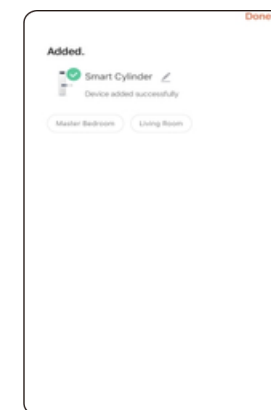 Done
Added.
Smart Cylinder
Device added successfully
Master Bedroom
Living Room